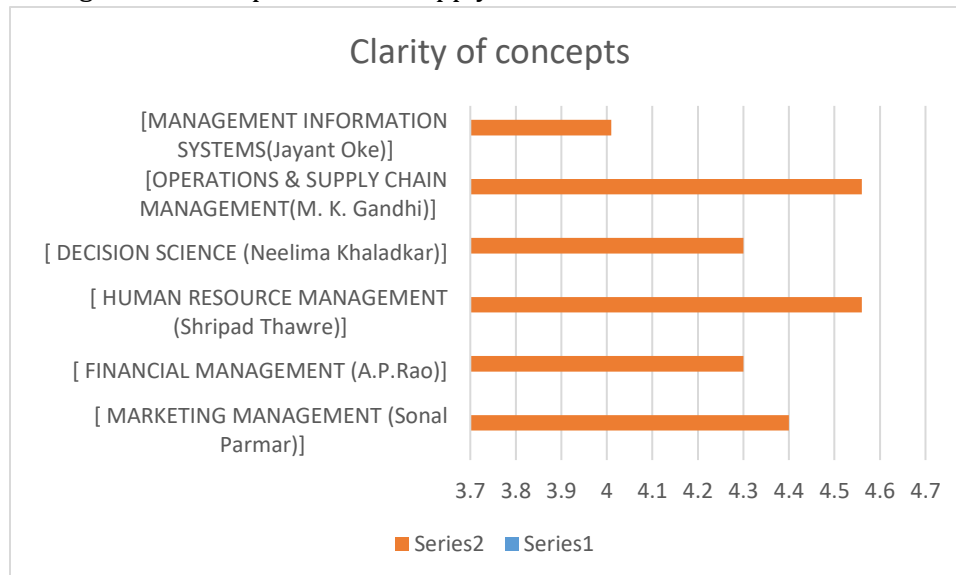 Clarity of concepts
[MANAGEMENT INFORMATION
SYSTEMS(Jayant Oke)]
[OPERATIONS & SUPPLY CHAIN
MANAGEMENT(M. K. Gandhi)]
[ DECISION SCIENCE (Neelima Khaladkar)]
[ HUMAN RESOURCE MANAGEMENT
(Shripad Thawre)]
[ FINANCIAL MANAGEMENT (A.P.Rao)]
[ MARKETING MANAGEMENT (Sonal
Parmar)]
3.7 3.8 3.9 4 4.1 4.2 4.3 4.4 4.5 4.6 4.7
Series2 Series1